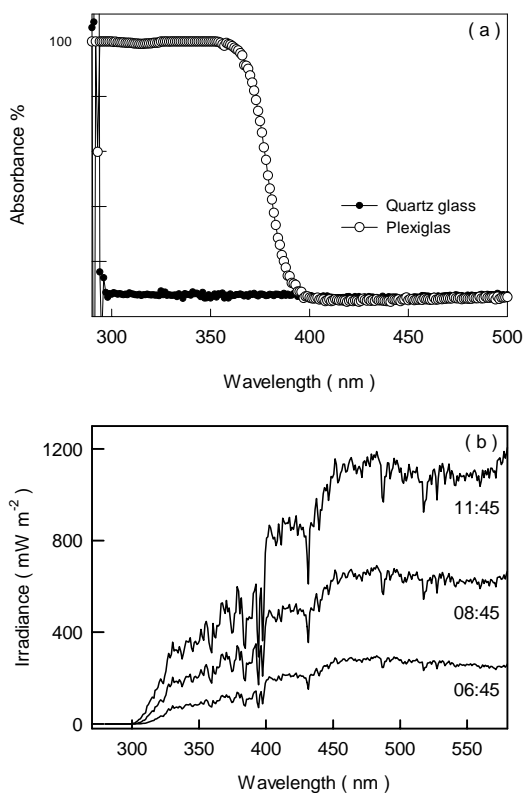 ( a )
100
Absorbance %
Quartz glass
Plexiglas
300 350 400 450 500
Wavelength ( nm )
( b )
1200
11:45
800
Irradiance ( mW m-2 )
08:45
400
06:45
0
300 350 400 450 500 550
Wavelength ( nm )